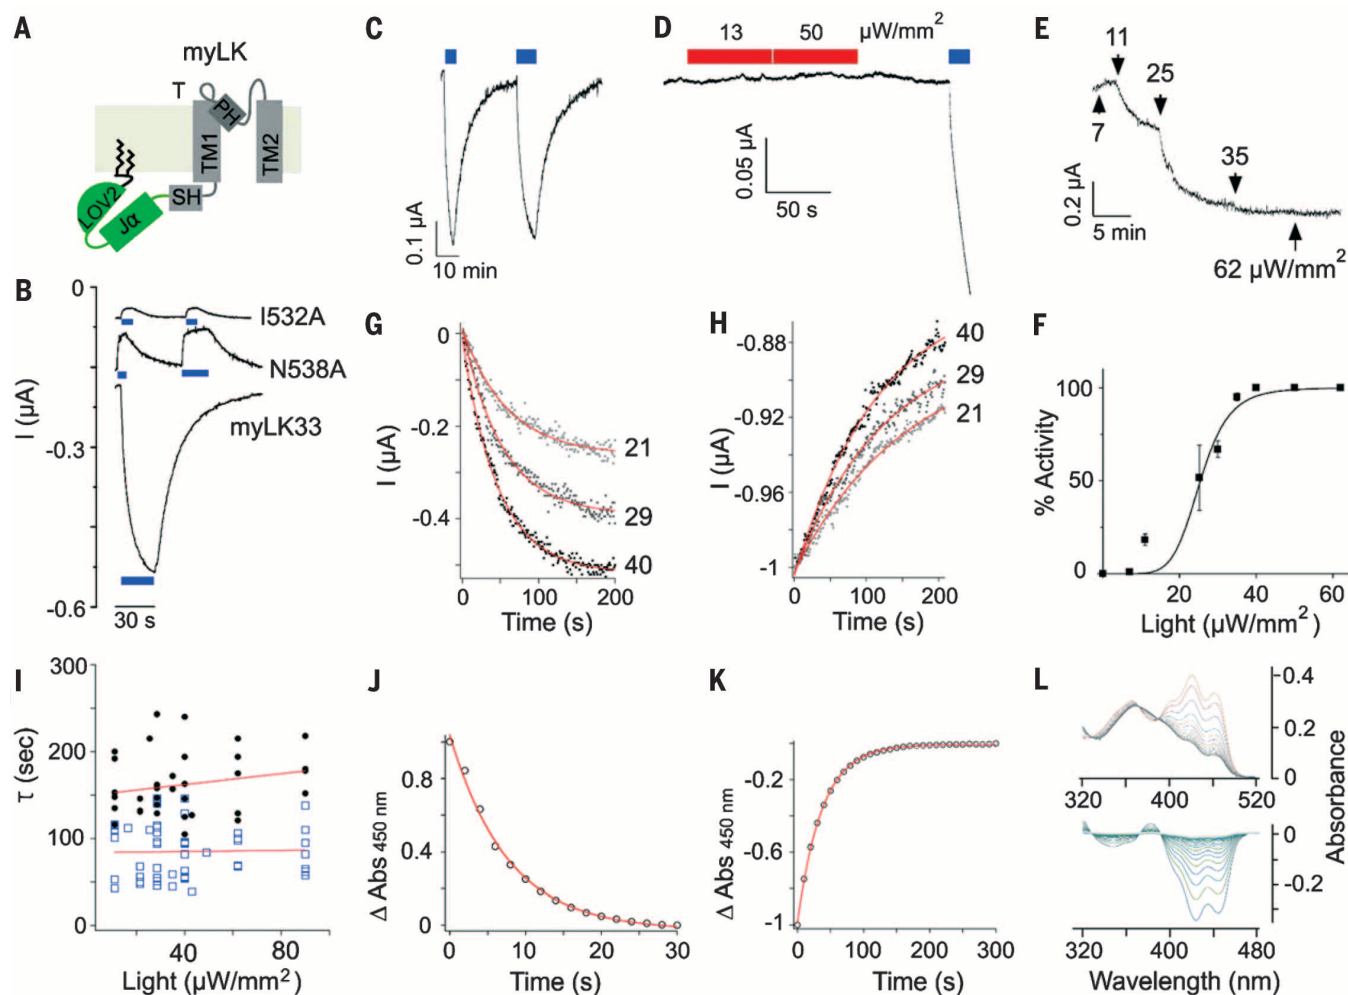 A
myLK
T
PH
TM1
TM2
SH
LOV2
Jα
B
0
-0.3
-0.6
I (µA)
I532A
N538A
myLK33
30 s
C
0.1 µA
10 min
D
13
50
µW/mm2
0.05 µA
50 s
E
11
25
7
35
0.2 µA
5 min
62 µW/mm2
G
0
-0.2
-0.4
I (µA)
21
29
40
0
100
200
Time (s)
H
-0.88
-0.92
-0.96
-1
I (µA)
40
29
21
0
100
200
Time (s)
F
100
50
0
% Activity
20
40
60
Light (µW/mm2)
I
300
200
100
0
τ (sec)
40
80
Light (µW/mm2)
J
0.8
0.4
0
Δ Abs 450 nm
0
10
20
30
Time (s)
K
-0.2
-0.6
-1
Δ Abs 450 nm
0
100
200
300
Time (s)
L
0.4
0.2
0
320
400
520
0
-0.2
Absorbance
320
400
480
Wavelength (nm)